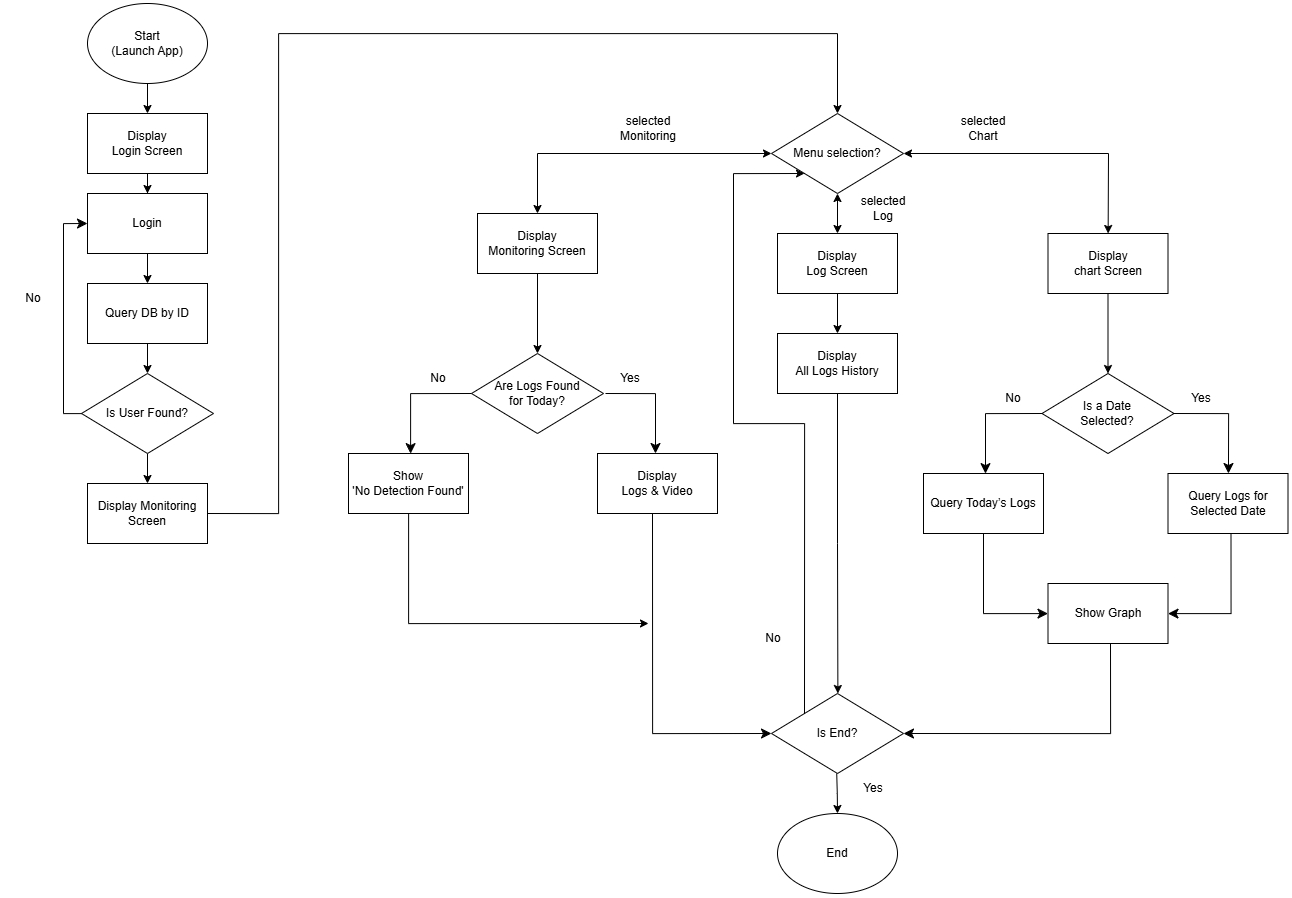 Start
(Launch App)
Display
Login Screen
Login
No
Query DB by ID
Is User Found?
Display Monitoring
Screen
selected
Monitoring
Menu selection?
selected
Chart
selected
Log
Display
Monitoring Screen
Display
Log Screen
Display
chart Screen
Are Logs Found
for Today?
No
Yes
Display
All Logs History
Is a Date
Selected?
No
Yes
Show
'No Detection Found'
Display
Logs & Video
Query Today's Logs
Query Logs for
Selected Date
Show Graph
No
Is End?
Yes
End